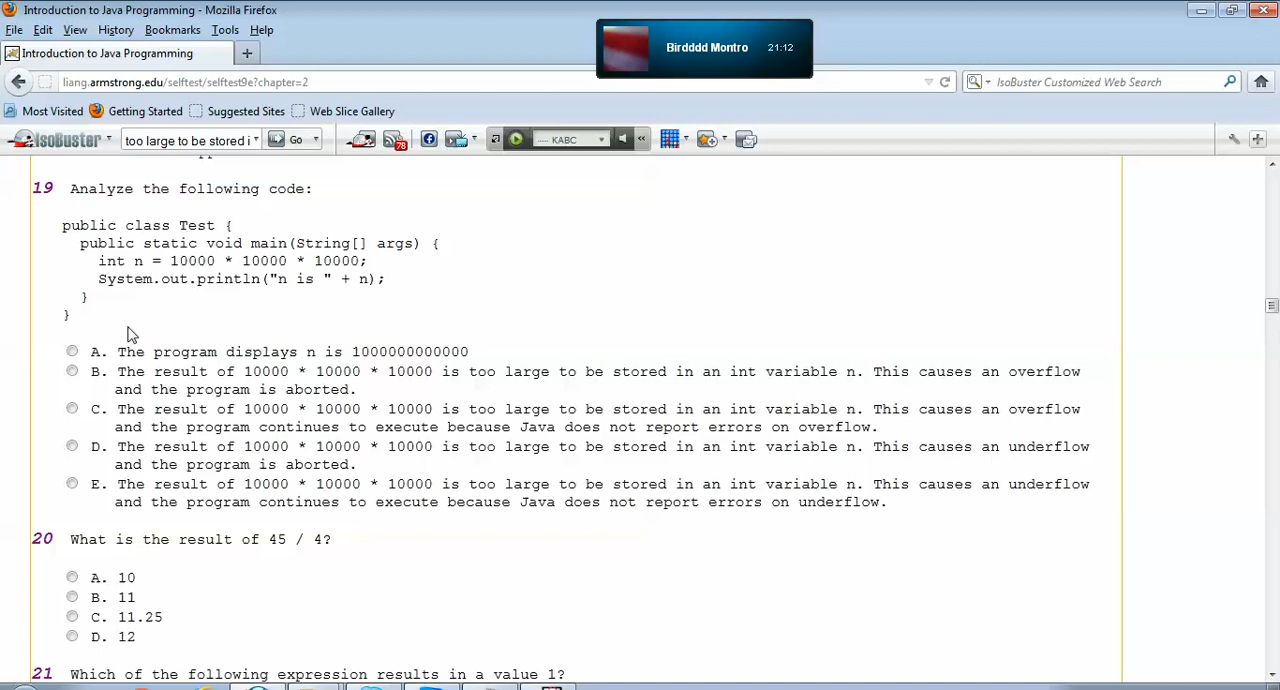 Introduction to Java Programming - Mozilla Firefox
File Edit View History Bookmarks Tools Help
Birdddd Montro 21:12
Introduction to Java Programming
liang.armstrong.edu/selftest/selftest9e?chapter=2
IsoBuster Customized Web Search
Most Visited Getting Started Suggested Sites Web Slice Gallery
IsoBuster too large to be stored i Go 78 KABC
19 Analyze the following code:
public class Test {
public static void main(String[] args) {
int n = 10000 * 10000 * 10000;
System.out.println("n is " + n);
}
}
A. The program displays n is 1000000000000
B. The result of 10000 * 10000 * 10000 is too large to be stored in an int variable n. This causes an overflow
and the program is aborted.
C. The result of 10000 * 10000 * 10000 is too large to be stored in an int variable n. This causes an overflow
and the program continues to execute because Java does not report errors on overflow.
D. The result of 10000 * 10000 * 10000 is too large to be stored in an int variable n. This causes an underflow
and the program is aborted.
E. The result of 10000 * 10000 * 10000 is too large to be stored in an int variable n. This causes an underflow
and the program continues to execute because Java does not report errors on underflow.
20 What is the result of 45 / 4?
A. 10
B. 11
C. 11.25
D. 12
21 Which of the following expression results in a value 1?